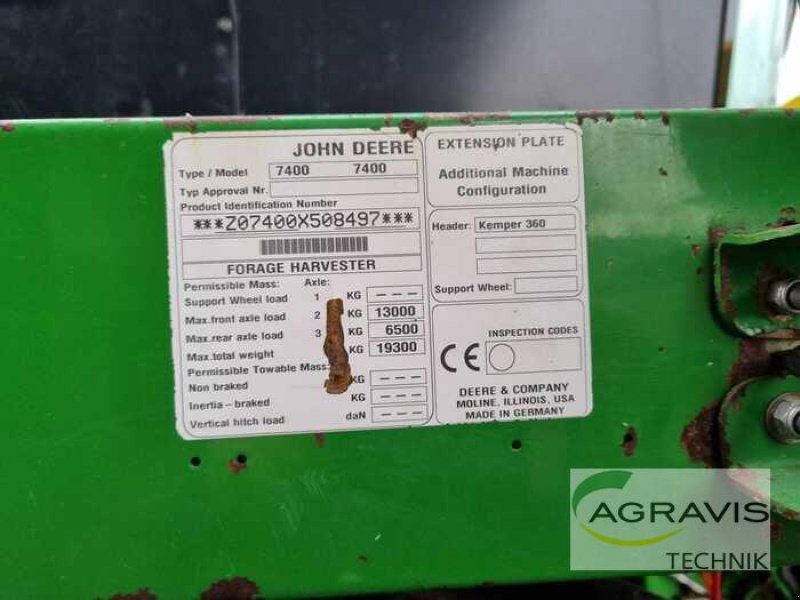 JOHN DEERE
Type / Model 7400 7400
Typ Approval Nr.
Product Identification Number
***Z07400X508497***
FORAGE HARVESTER
Permissible Mass: Axle:
Support Wheel load 1 KG ---
Max.front axle load 2 KG 13000
Max.rear axle load 3 KG 6500
Max.total weight KG 19300
Permissible Towable Mass:
Non braked KG ---
Inertia-braked KG ---
Vertical hitch load daN ---
EXTENSION PLATE
Additional Machine
Configuration
Header: Kemper 360
Support Wheel:
INSPECTION CODES
CE
DEERE & COMPANY
MOLINE, ILLINOIS, USA
MADE IN GERMANY
AGRAVIS
TECHNIK